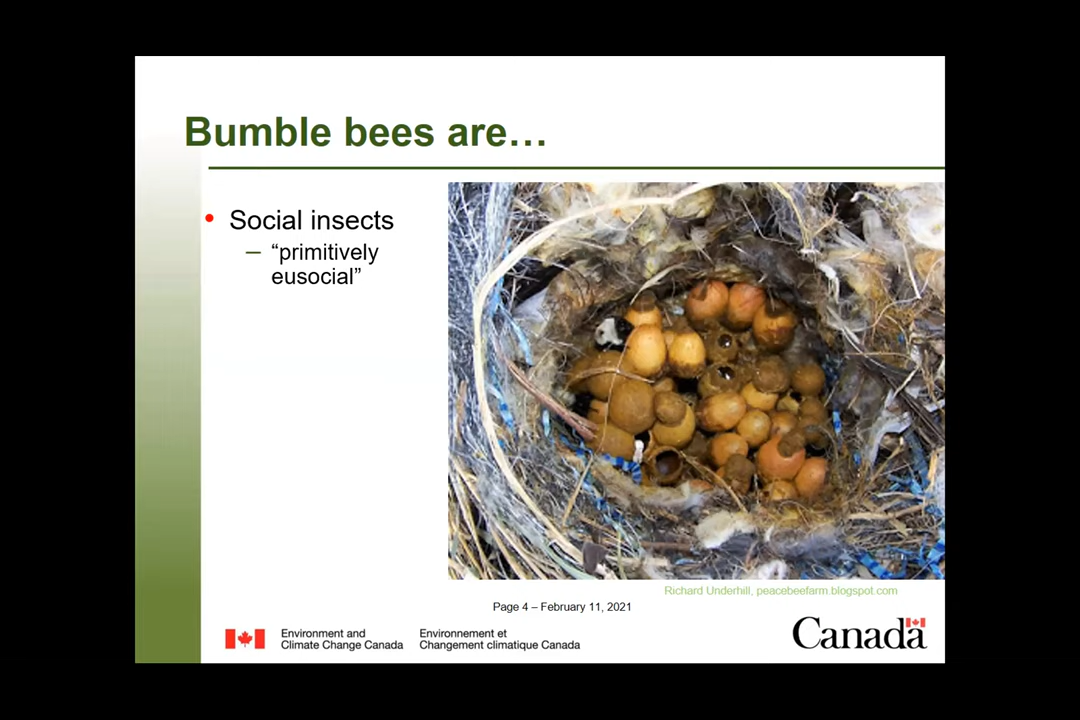 Bumble bees are…
• Social insects
– “primitively
eusocial”
Richard Underhill, peacebeefarm.blogspot.com
Page 4 – February 11, 2021
Environment and
Climate Change Canada
Environnement et
Changement climatique Canada
Canada